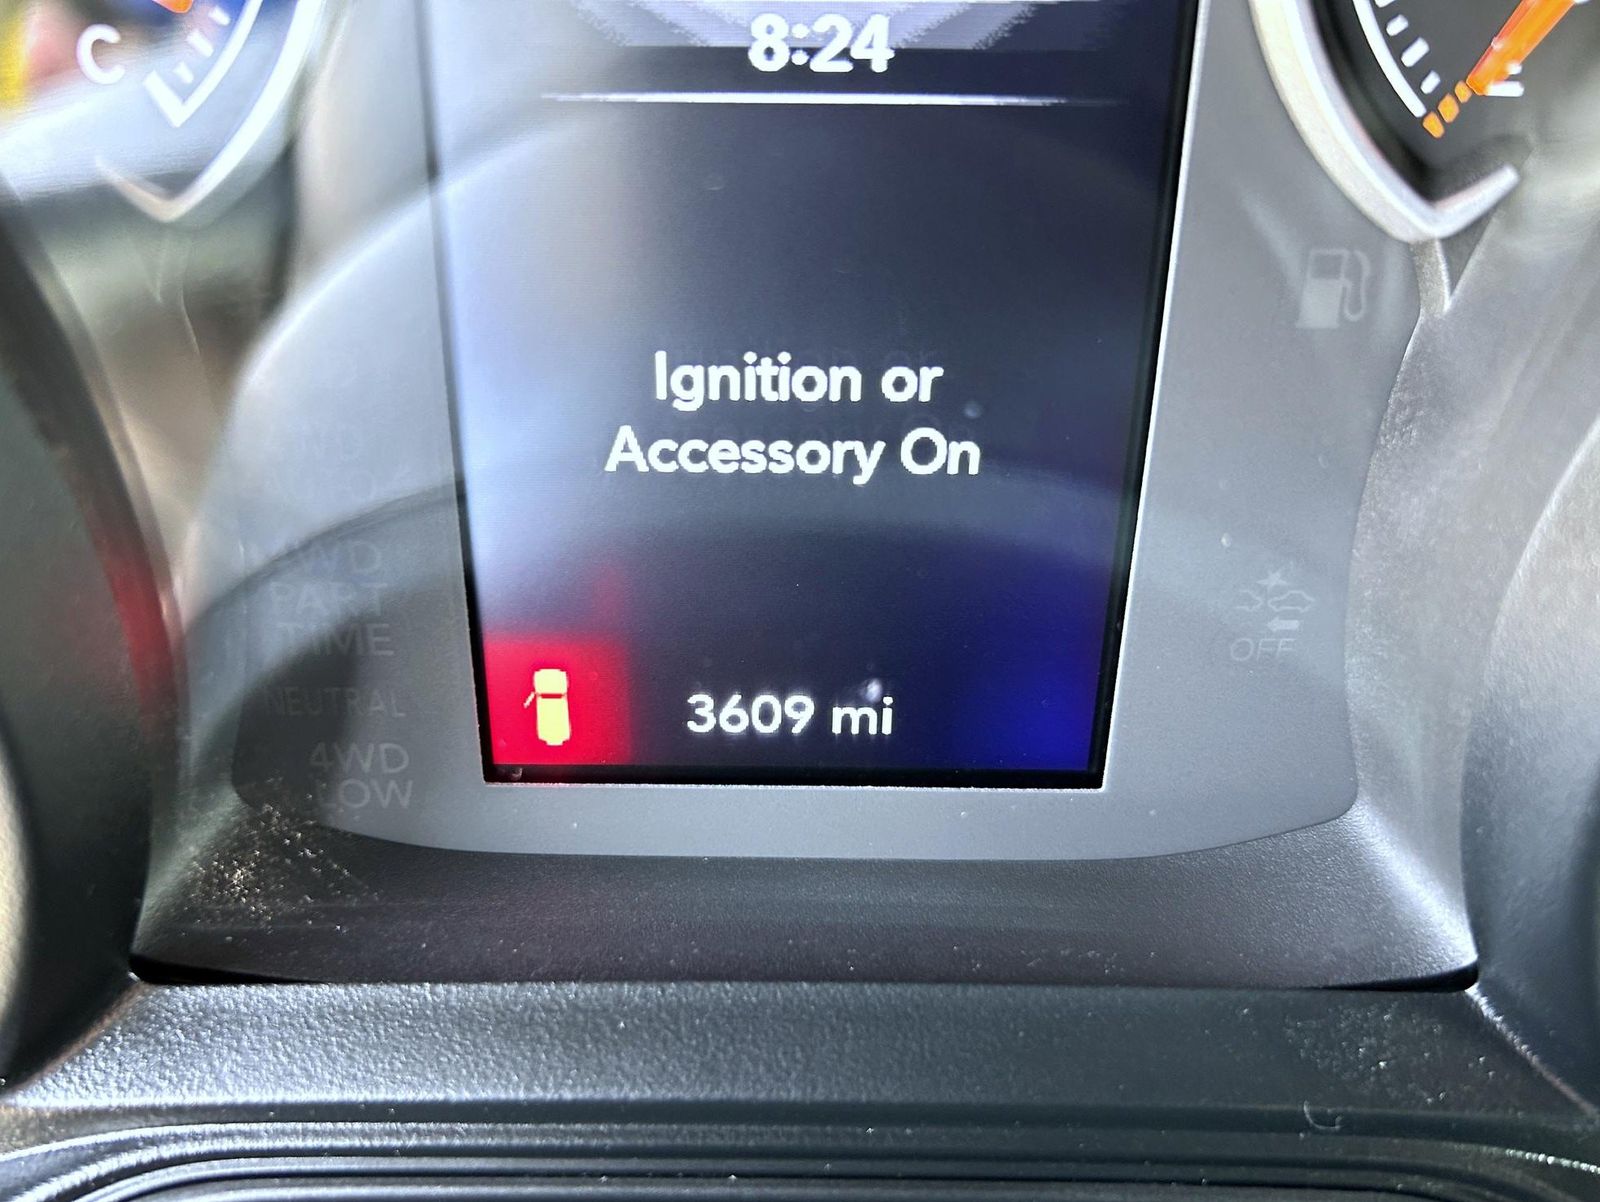 C
8:24
E
Ignition or
Accessory On
4WD
PART
TIME
OFF
NEUTRAL
3609 mi
4WD
LOW